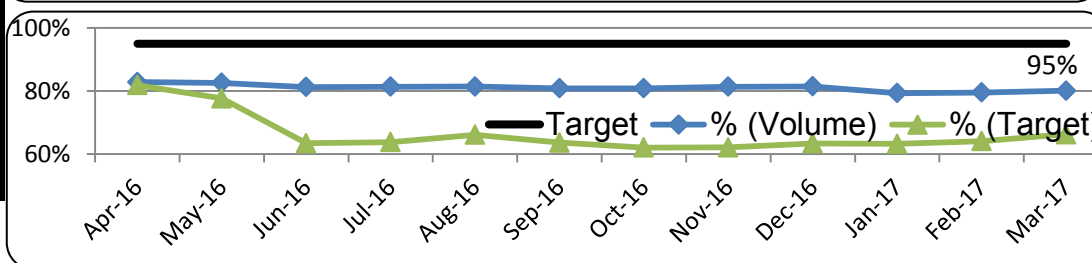 100%
95%
80%
Target % (Volume) % (Target)
60%
Apr-16 May-16 Jun-16 Jul-16 Aug-16 Sep-16 Oct-16 Nov-16 Dec-16 Jan-17 Feb-17 Mar-17